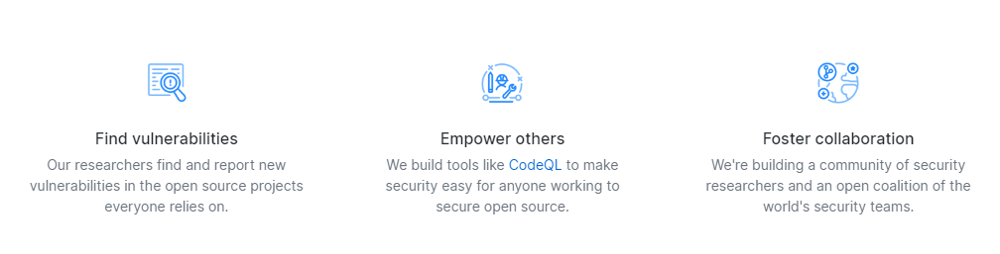 Find vulnerabilities
Our researchers find and report new
vulnerabilities in the open source projects
everyone relies on.
Empower others
We build tools like CodeQL to make
security easy for anyone working to
secure open source.
Foster collaboration
We're building a community of security
researchers and an open coalition of the
world's security teams.